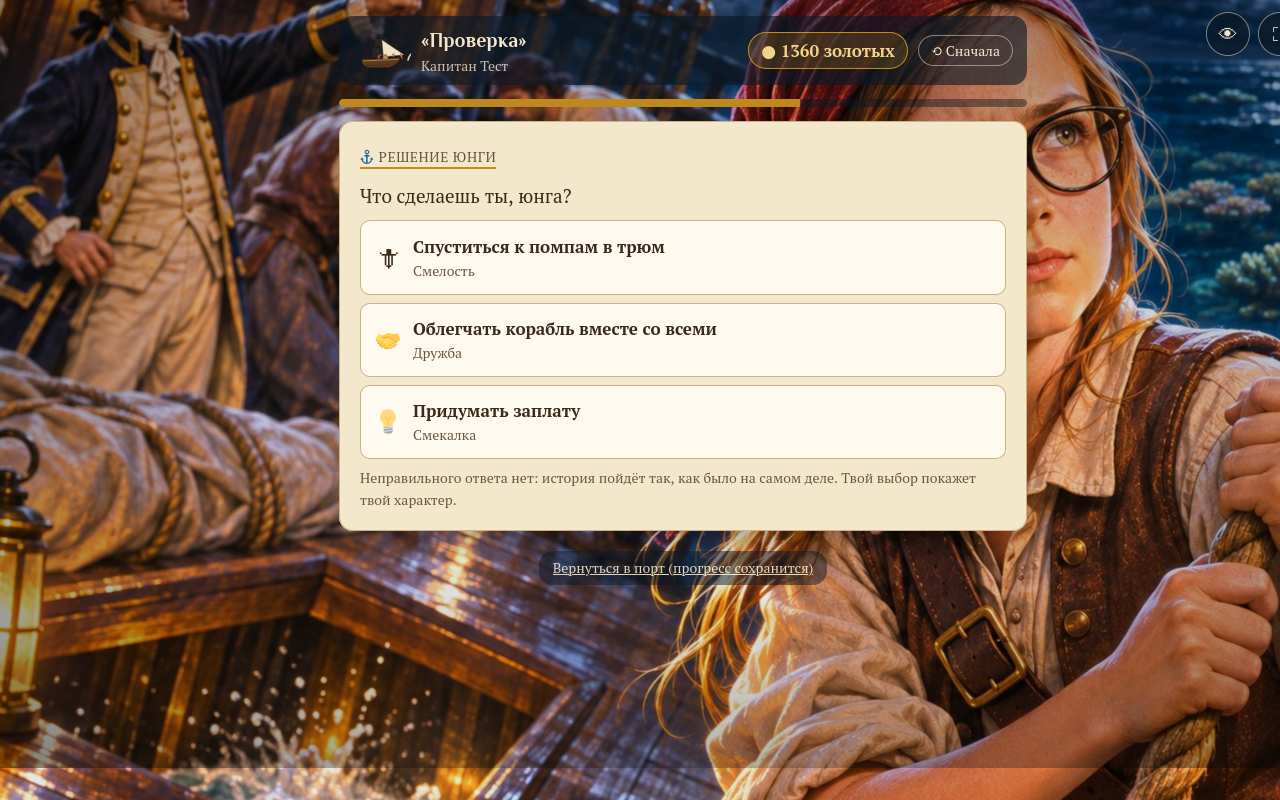 «Проверка»
Капитан Тест
1360 золотых
⟲ Сначала
⚓ РЕШЕНИЕ ЮНГИ
Что сделаешь ты, юнга?
Спуститься к помпам в трюм
Смелость
Облегчать корабль вместе со всеми
Дружба
Придумать заплату
Смекалка
Неправильного ответа нет: история пойдёт так, как было на самом деле. Твой выбор покажет
твой характер.
Вернуться в порт (прогресс сохранится)